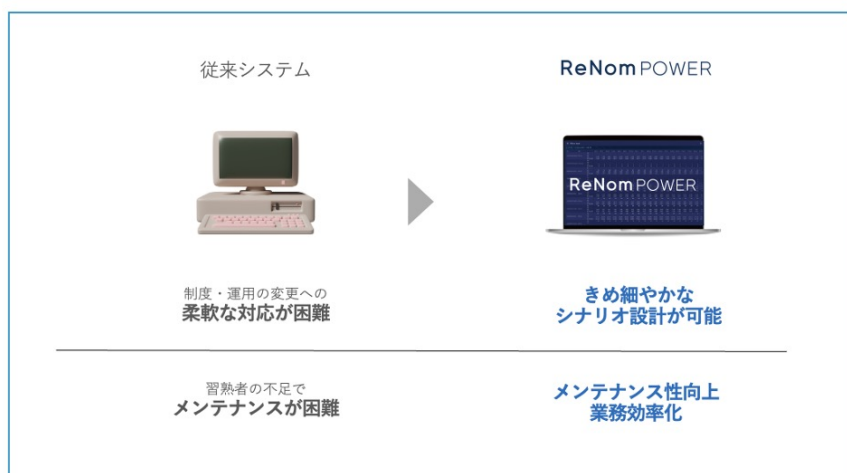 従来システム
ReNom POWER
ReNom POWER
制度・運用の変更への
柔軟な対応が困難
きめ細やかな
シナリオ設計が可能
習熟者の不足で
メンテナンスが困難
メンテナンス性向上
業務効率化